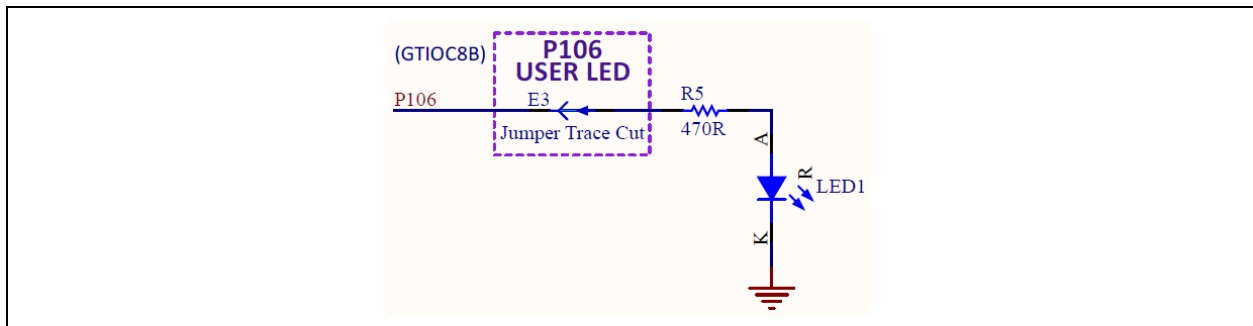 (GTIOC8B)
P106
USER LED
P106
E3
Jumper Trace Cut
R5
470R
A
R
LED1
K